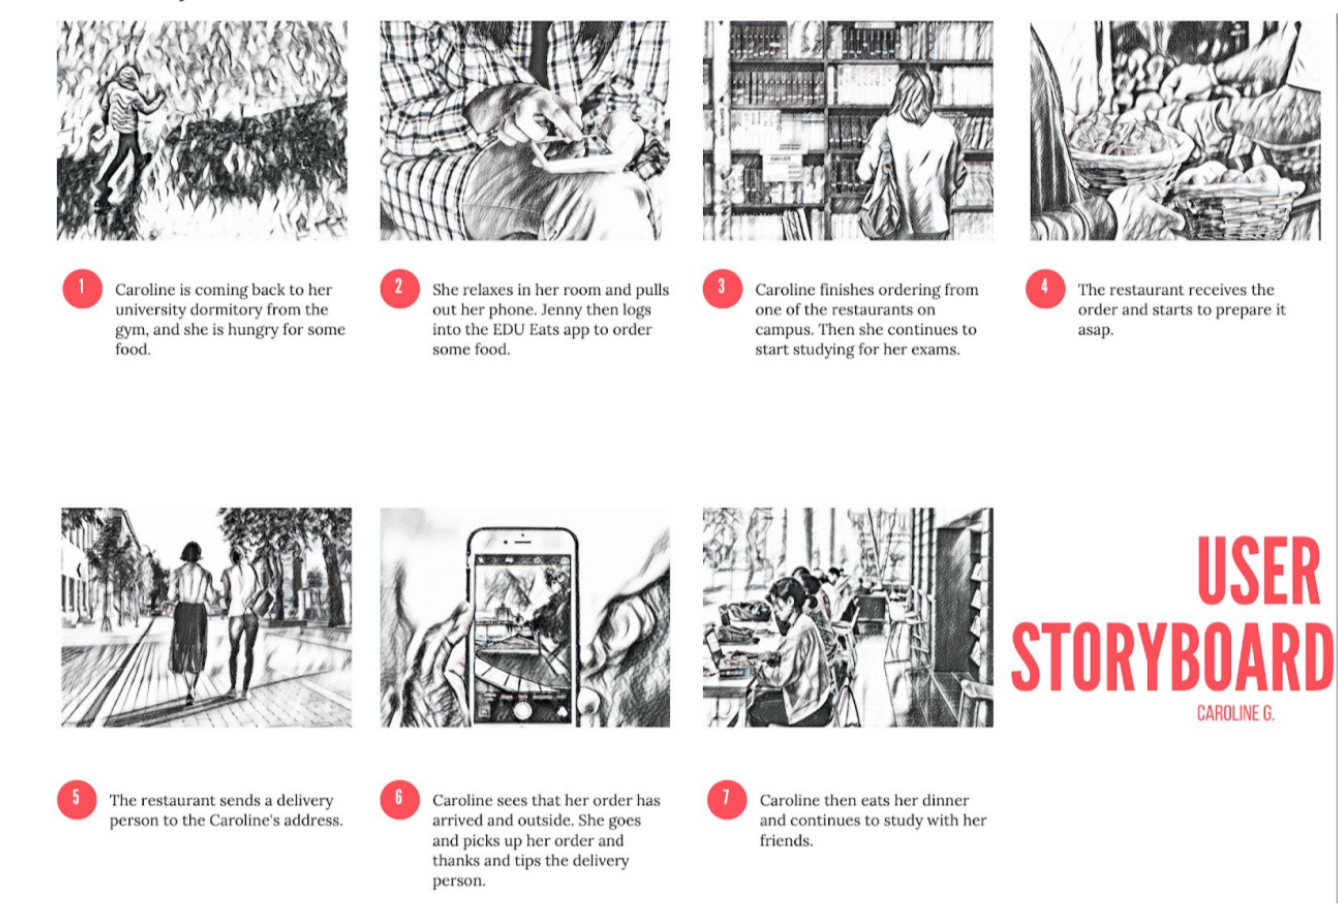 1
Caroline is coming back to her
university dormitory from the
gym, and she is hungry for some
food.
2
She relaxes in her room and pulls
out her phone. Jenny then logs
into the EDU Eats app to order
some food.
3
Caroline finishes ordering from
one of the restaurants on
campus. Then she continues to
start studying for her exams.
4
The restaurant receives the
order and starts to prepare it
asap.
5
The restaurant sends a delivery
person to the Caroline's address.
6
Caroline sees that her order has
arrived and outside. She goes
and picks up her order and
thanks and tips the delivery
person.
7
Caroline then eats her dinner
and continues to study with her
friends.
USER
STORYBOARD
CAROLINE G.